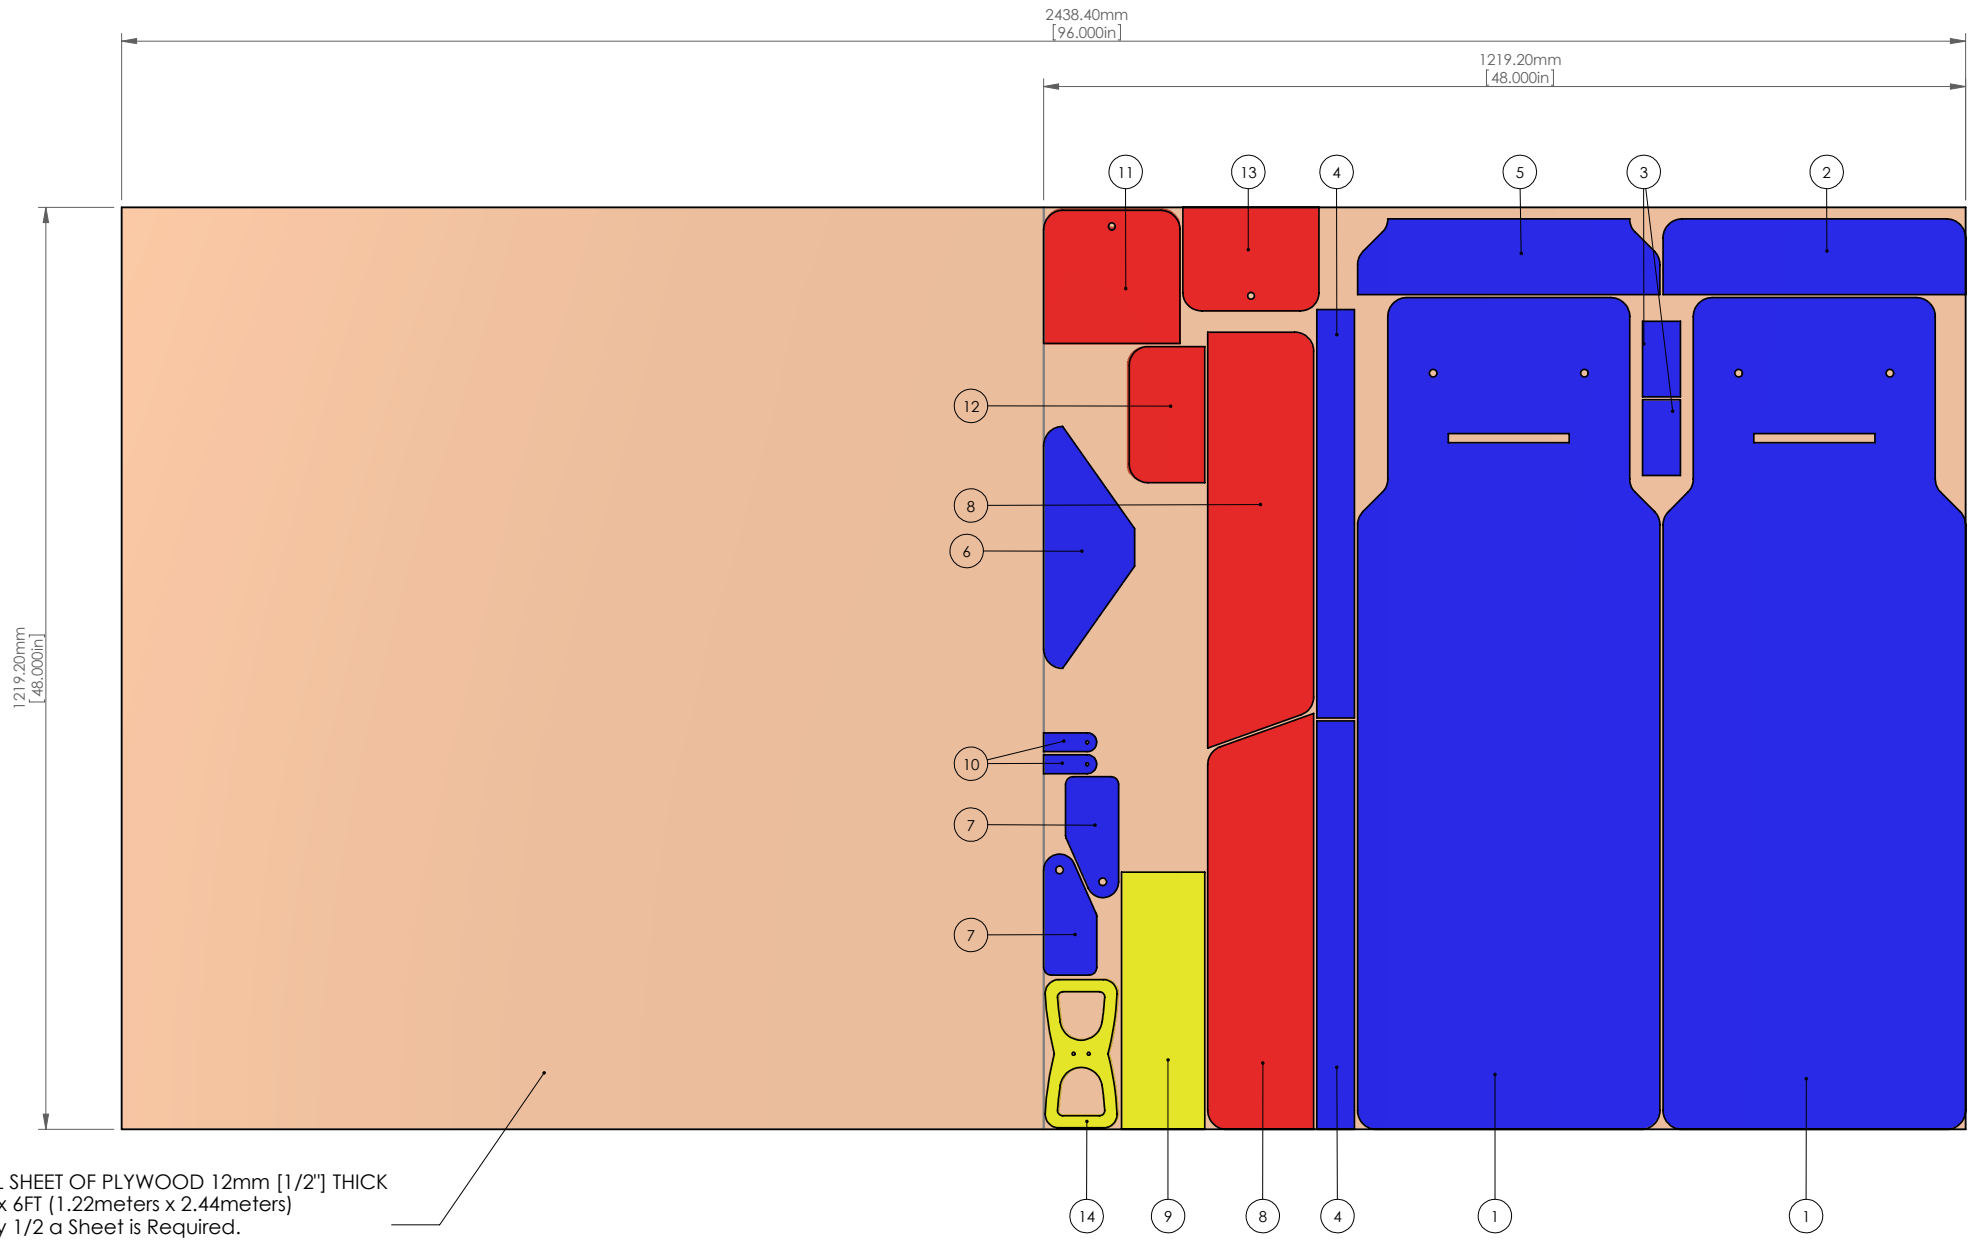 2438.40mm
[96.000in]
1219.20mm
[48.000in]
11
13
4
5
3
2
12
8
6
1219.20mm
[48.000in]
10
7
7
SHEET OF PLYWOOD 12mm [1/2"] THICK
x 6FT (1.22meters x 2.44meters)
1/2 a Sheet is Required.
14
9
8
4
1
1